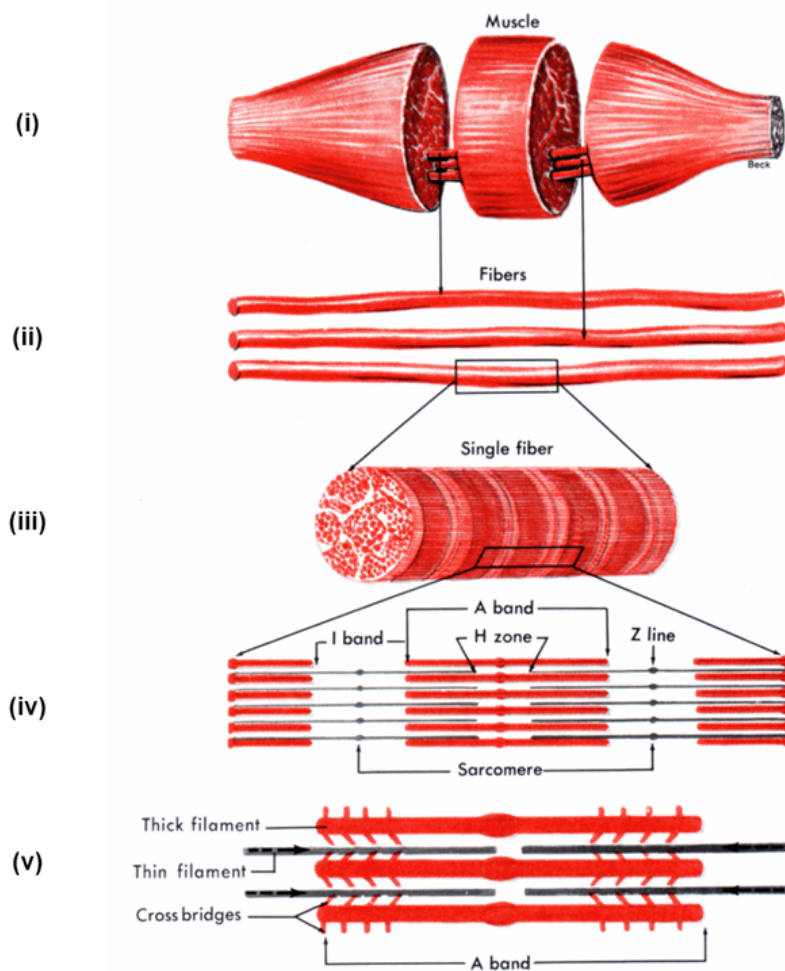 Muscle
(i)
Beck
Fibers
(ii)
Single fiber
(iii)
A band
I band H zone Z line
(iv)
Sarcomere
Thick filament
(v)
Thin filament
Cross bridges
A band